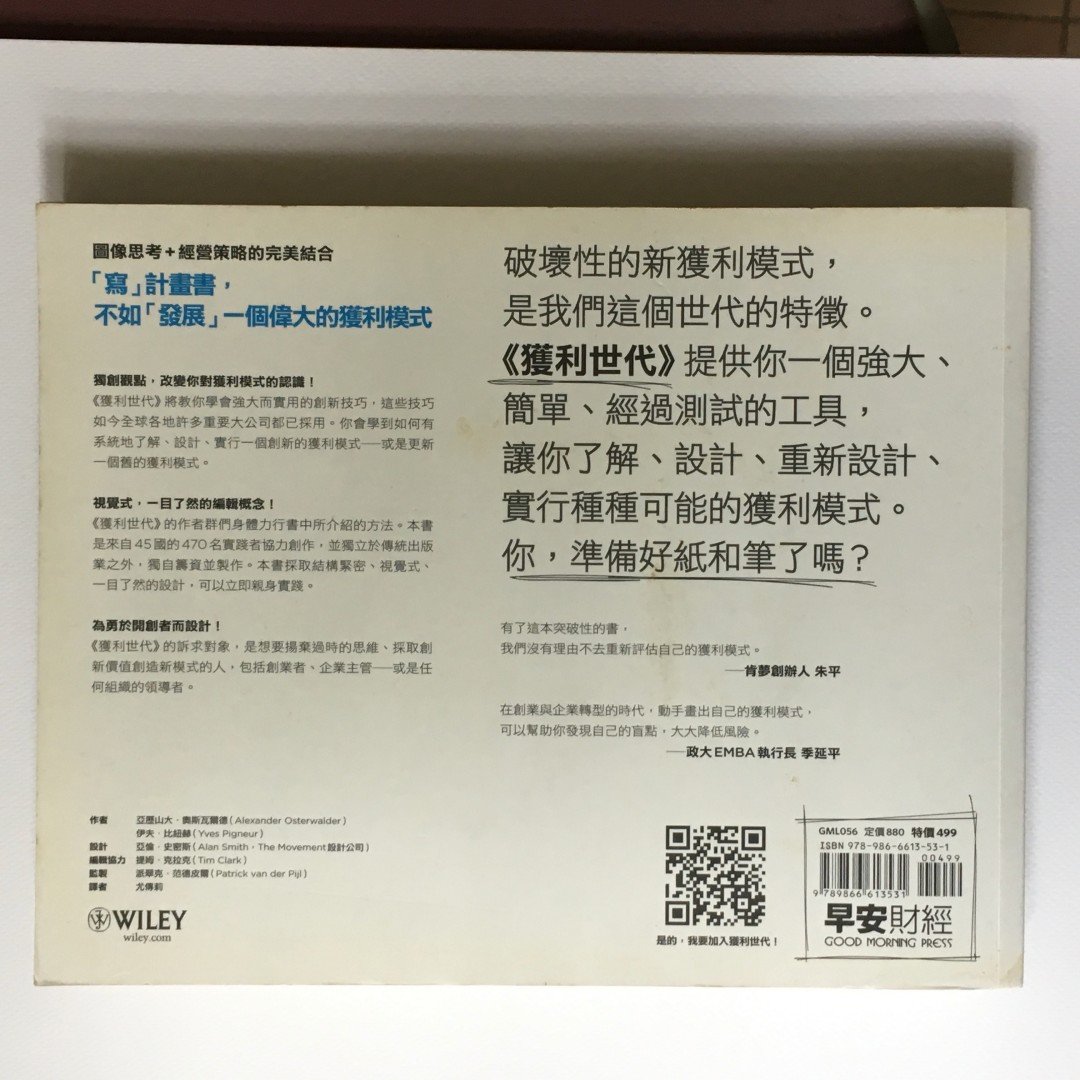 圖像思考+經營策略的完美結合
「寫」計畫書，
不如「發展」一個偉大的獲利模式
獨創觀點，改變你對獲利模式的認識！
《獲利世代》將教你學會強大而實用的創新技巧，這些技巧
如今全球各地許多重要大公司都已採用。你會學到如何有
系統地了解、設計、實行一個創新的獲利模式——或是更新
一個舊的獲利模式。
視覺式，一目了然的編輯概念！
《獲利世代》的作者群們身體力行書中所介紹的方法。本書
是來自45國的470名實踐者協力創作，並獨立於傳統出版
業之外，獨自籌資並製作。本書採取結構緊密、視覺式、
一目了然的設計，可以立即親身實踐。
為勇於開創者而設計！
《獲利世代》的訴求對象，是想要揚棄過時的思維、採取創
新價值創造新模式的人，包括創業者、企業主管——或是任
何組織的領導者。
作者 亞歷山大．奧斯瓦爾德（Alexander Osterwalder）
伊夫．比紐赫（Yves Pigneur）
設計 亞倫．史密斯（Alan Smith，The Movement設計公司）
編輯協力 提姆．克拉克（Tim Clark）
監製 派翠克．范德皮爾（Patrick van der Pijl）
譯者 尤傳莉
WILEY
wiley.com
破壞性的新獲利模式，
是我們這個世代的特徵。
《獲利世代》提供你一個強大、
簡單、經過測試的工具，
讓你了解、設計、重新設計、
實行種種可能的獲利模式。
你，準備好紙和筆了嗎？
有了這本突破性的書，
我們沒有理由不去重新評估自己的獲利模式。
——肯夢創辦人 朱平
在創業與企業轉型的時代，動手畫出自己的獲利模式，
可以幫助你發現自己的盲點，大大降低風險。
——政大EMBA執行長 季延平
是的，我要加入獲利世代！
GML056 定價880 特價499
ISBN 978-986-6613-53-1
00499
9 789866 613531
早安財經
GOOD MORNING PRESS